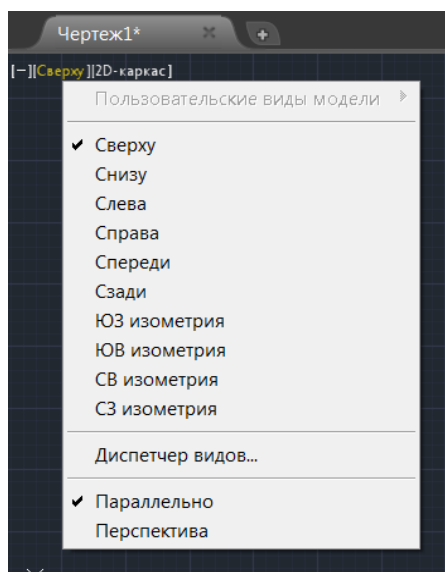 Чертеж1*
[−][Сверху][2D-каркас]
Пользовательские виды модели
Сверху
Снизу
Слева
Справа
Спереди
Сзади
ЮЗ изометрия
ЮВ изометрия
СВ изометрия
СЗ изометрия
Диспетчер видов...
Параллельно
Перспектива